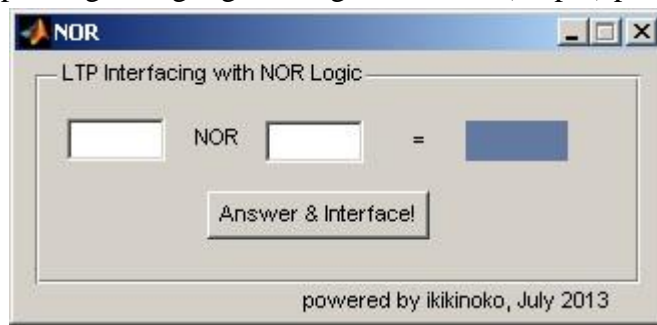 NOR
LTP Interfacing with NOR Logic
NOR =
Answer & Interface!
powered by ikikinoko, July 2013